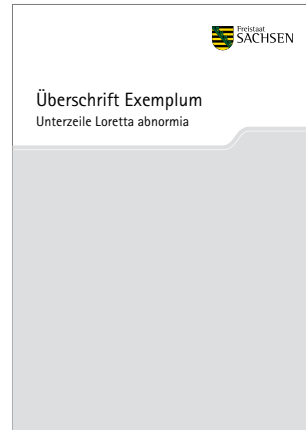 Freistaat
SACHSEN
Überschrift Exemplum
Unterzeile Loretta abnormia